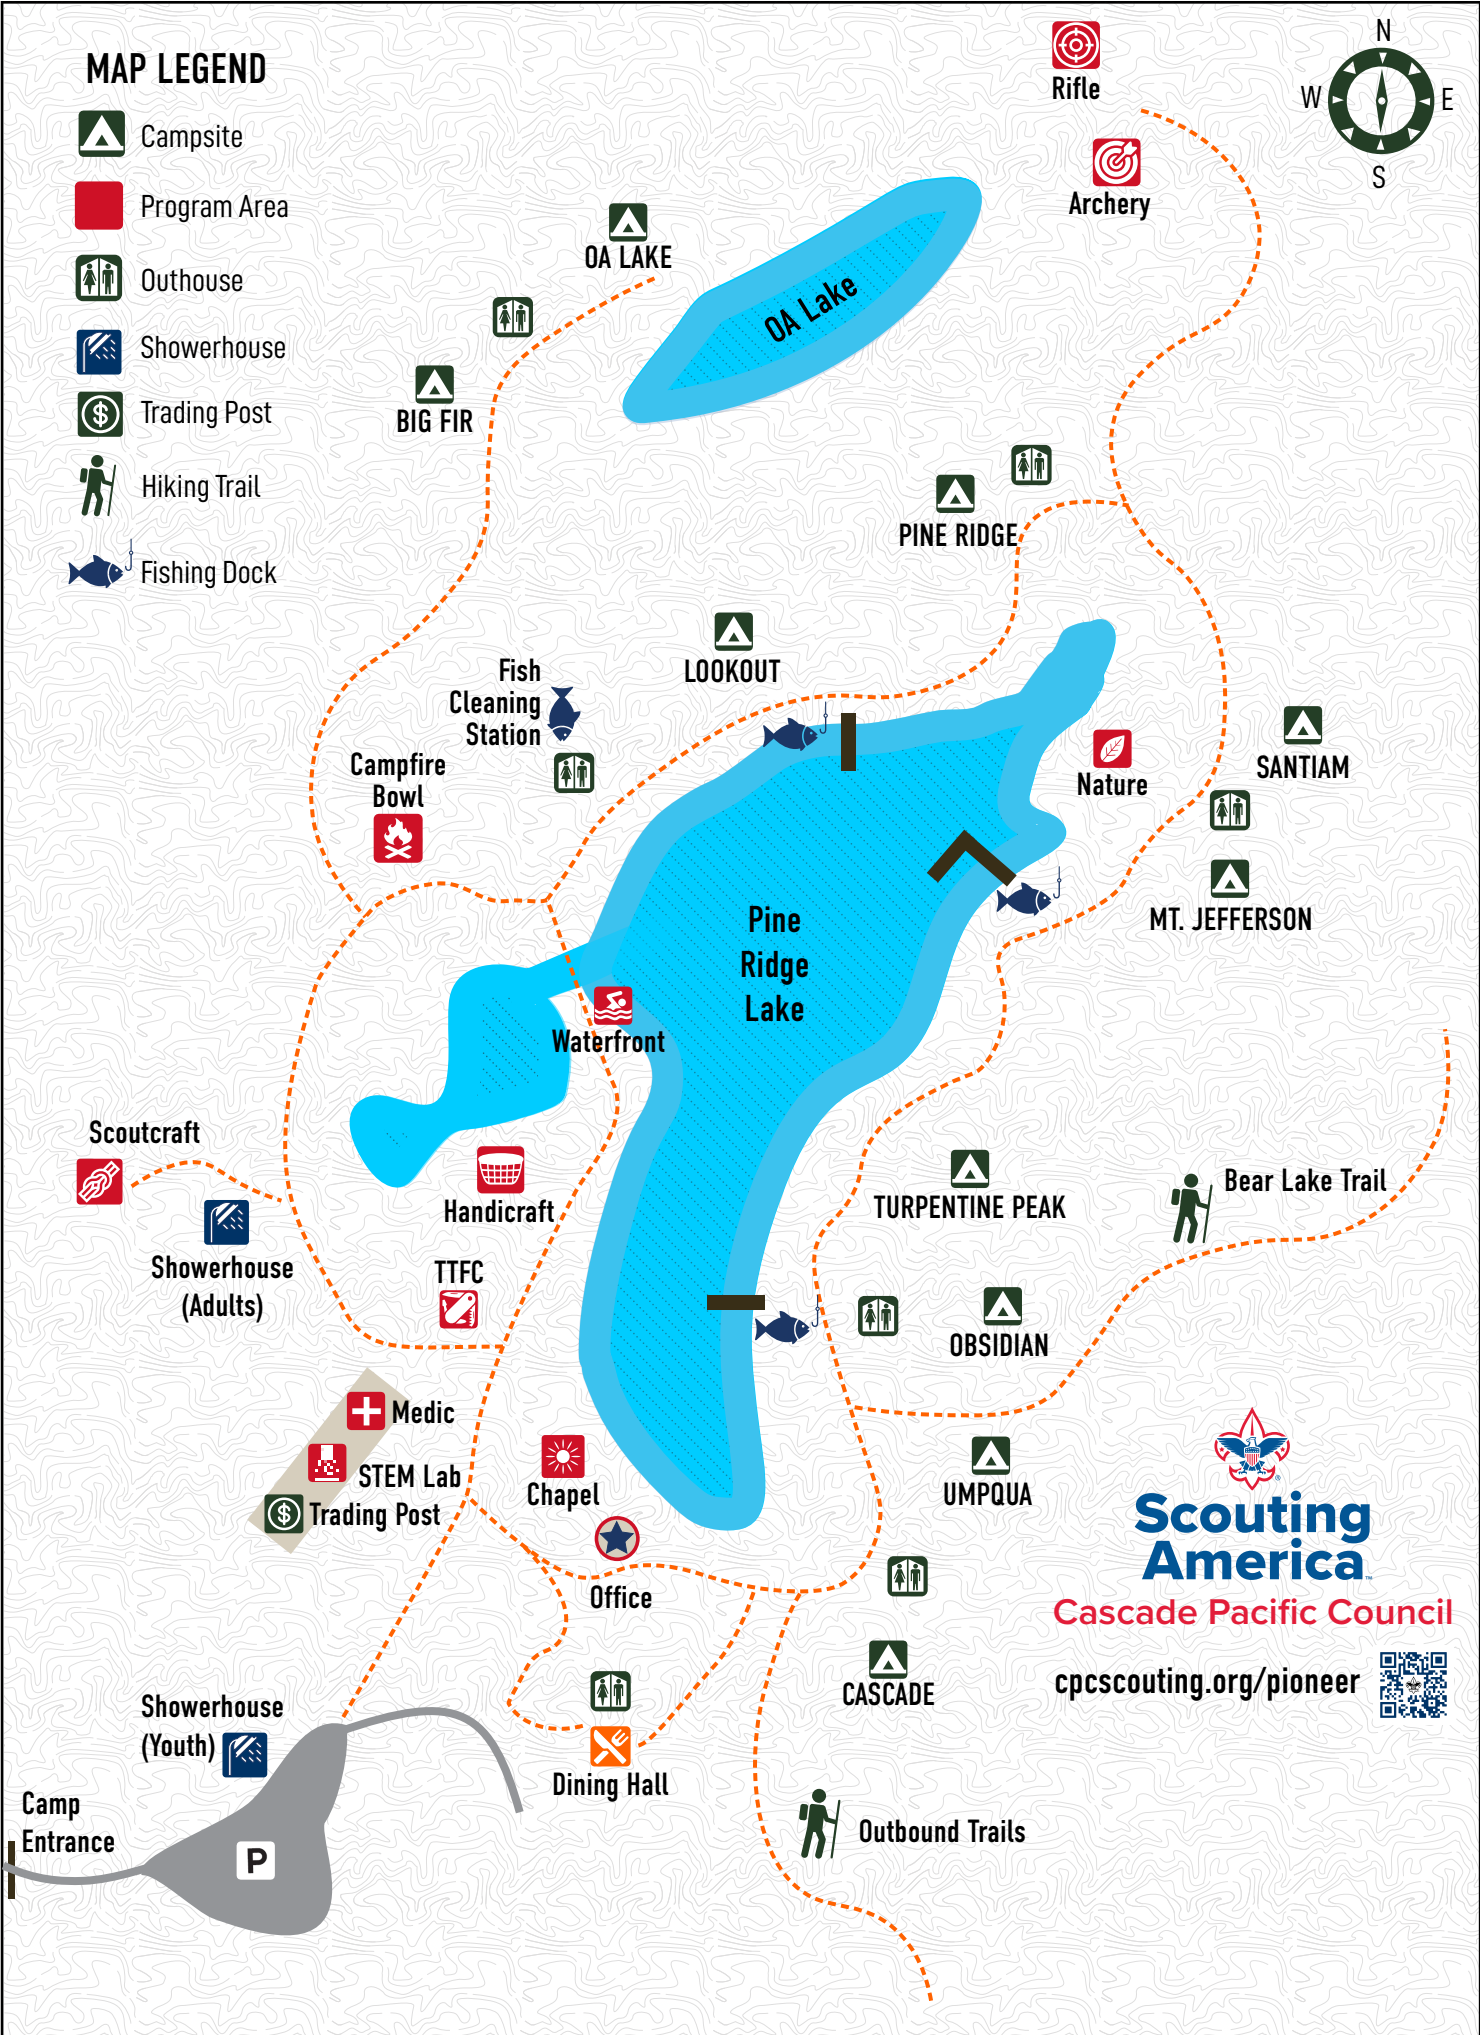 MAP LEGEND
Campsite
Program Area
Outhouse
Showerhouse
$
Trading Post
Hiking Trail
Fishing Dock
N
W
E
S
Rifle
Archery
OA LAKE
OA Lake
BIG FIR
PINE RIDGE
LOOKOUT
Fish
Cleaning
Station
Campfire
Bowl
Nature
SANTIAM
MT. JEFFERSON
Pine
Ridge
Lake
Waterfront
Scoutcraft
Handicraft
Showerhouse
(Adults)
TTFC
TURPENTINE PEAK
Bear Lake Trail
OBSIDIAN
Medic
STEM Lab
$
Trading Post
Chapel
Office
UMPQUA
®
Scouting
America™
Cascade Pacific Council
cpcscouting.org/pioneer
CASCADE
Showerhouse
(Youth)
Dining Hall
Camp
Entrance
P
Outbound Trails